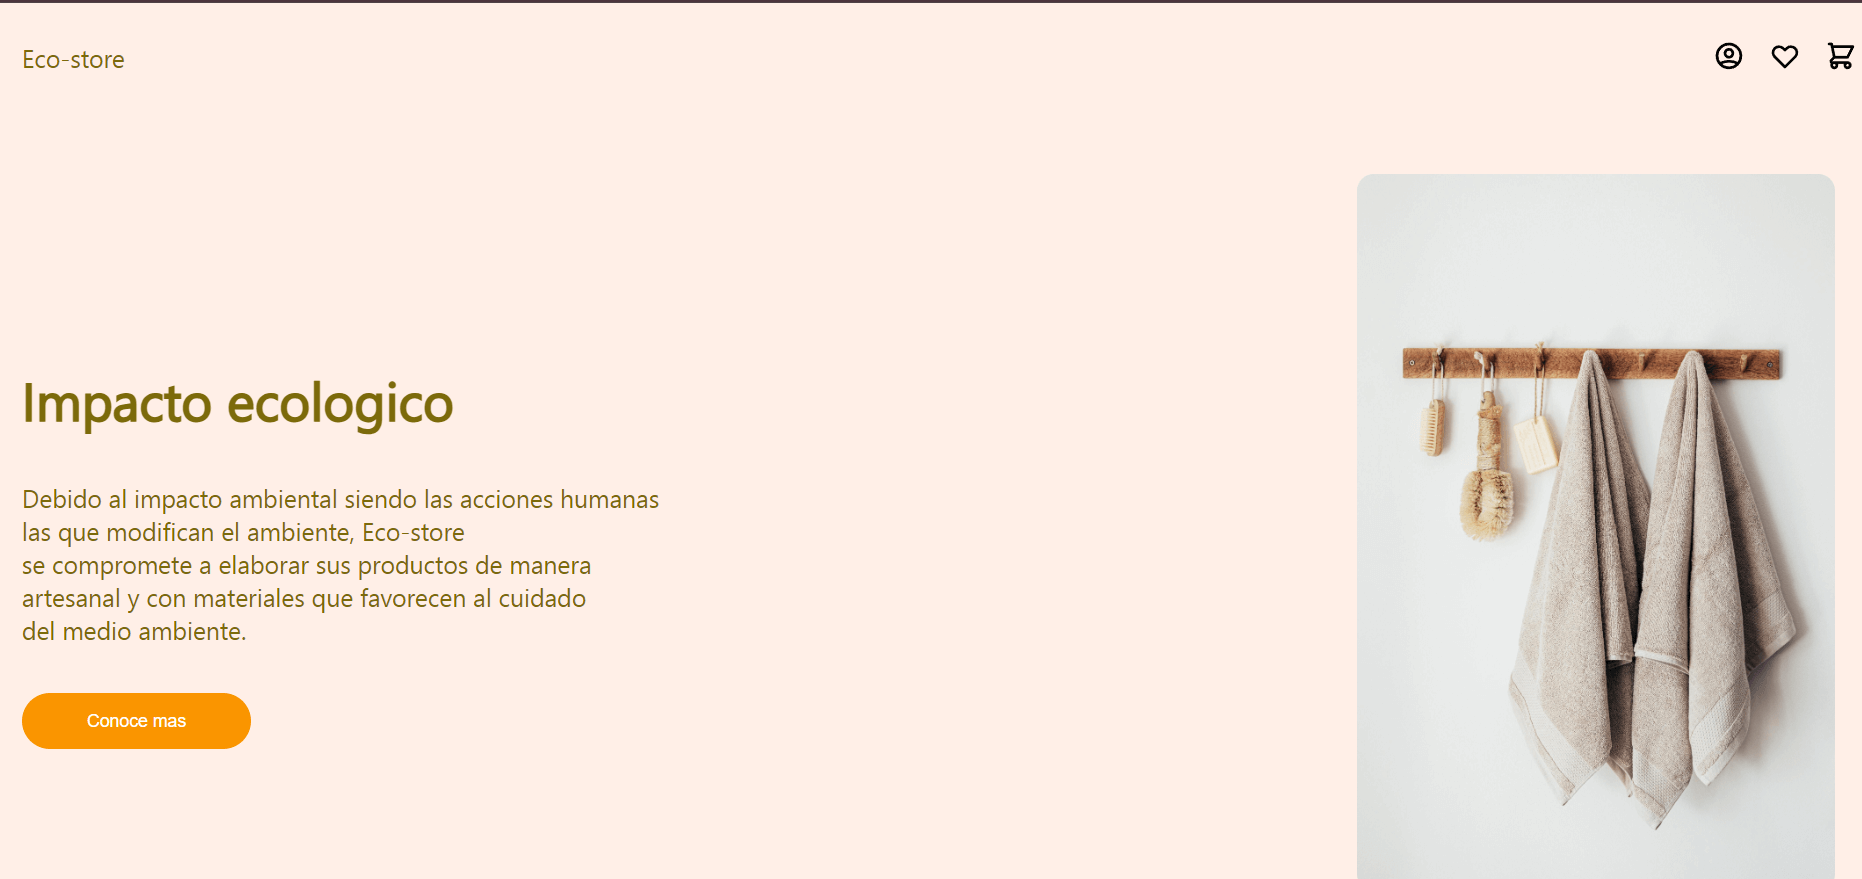 Eco-store
Impacto ecologico
Debido al impacto ambiental siendo las acciones humanas
las que modifican el ambiente, Eco-store
se compromete a elaborar sus productos de manera
artesanal y con materiales que favorecen al cuidado
del medio ambiente.
Conoce mas